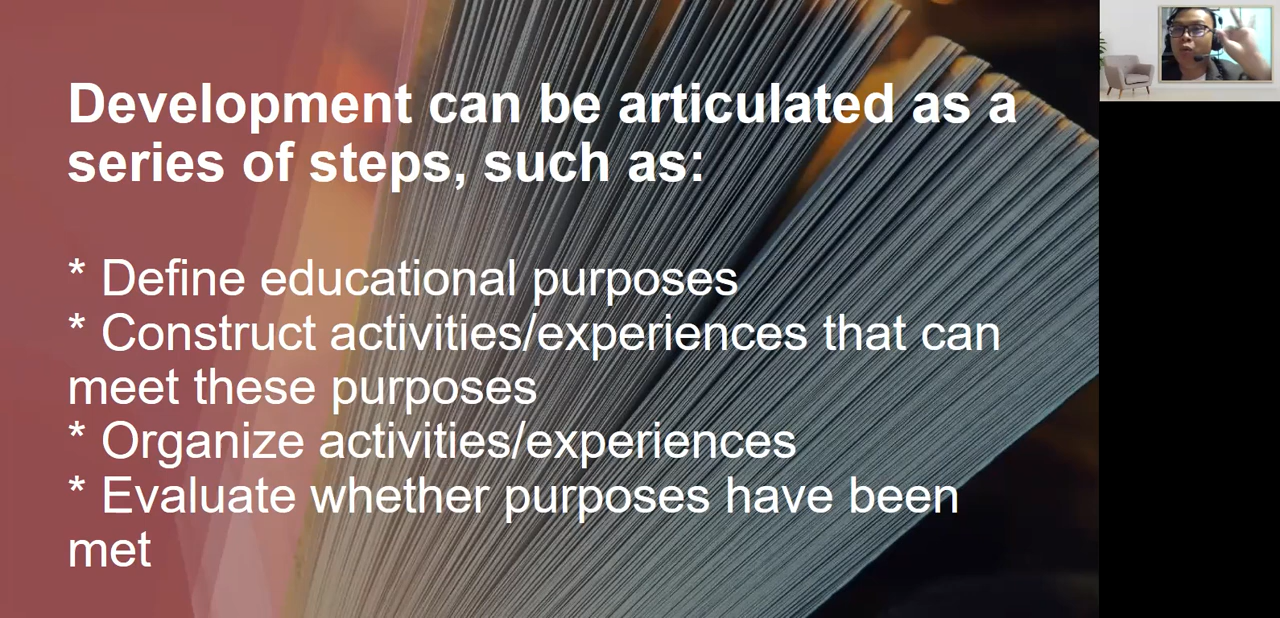 Development can be articulated as a
series of steps, such as:
* Define educational purposes
* Construct activities/experiences that can
meet these purposes
* Organize activities/experiences
* Evaluate whether purposes have been
met